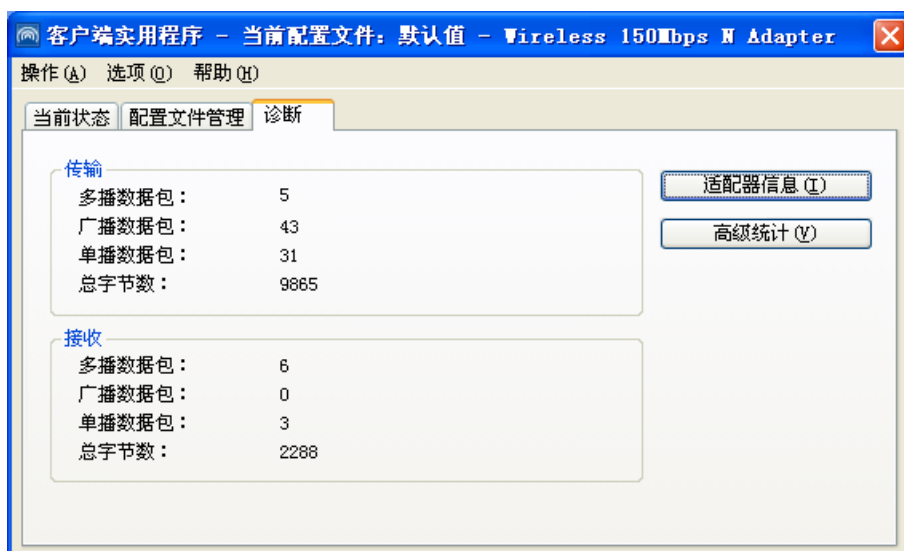 客户端实用程序 - 当前配置文件: 默认值 - Wireless 150Mbps N Adapter
操作(A) 选项(O) 帮助(H)
当前状态 配置文件管理 诊断
传输
多播数据包： 5
广播数据包： 43
单播数据包： 31
总字节数： 9865
适配器信息(I)
高级统计(V)
接收
多播数据包： 6
广播数据包： 0
单播数据包： 3
总字节数： 2288